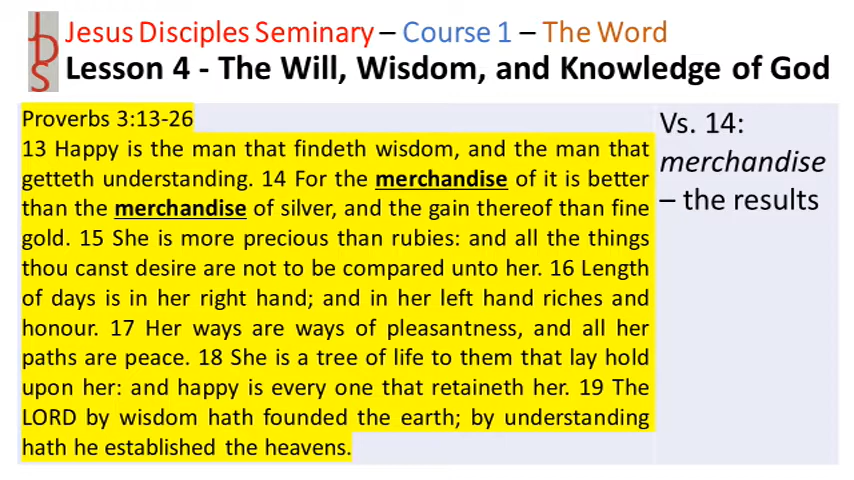 JDS
Jesus Disciples Seminary – Course 1 – The Word
Lesson 4 - The Will, Wisdom, and Knowledge of God
Proverbs 3:13-26
13 Happy is the man that findeth wisdom, and the man that
getteth understanding. 14 For the merchandise of it is better
than the merchandise of silver, and the gain thereof than fine
gold. 15 She is more precious than rubies: and all the things
thou canst desire are not to be compared unto her. 16 Length
of days is in her right hand; and in her left hand riches and
honour. 17 Her ways are ways of pleasantness, and all her
paths are peace. 18 She is a tree of life to them that lay hold
upon her: and happy is every one that retaineth her. 19 The
LORD by wisdom hath founded the earth; by understanding
hath he established the heavens.
Vs. 14:
merchandise
– the results